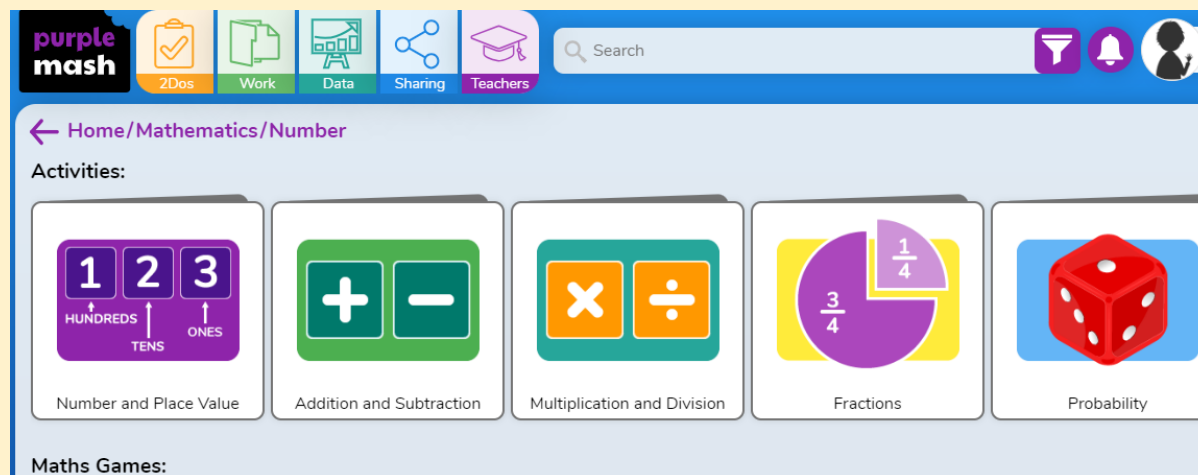 purple
mash
2Dos
Work
Data
Sharing
Teachers
Search
Home/Mathematics/Number
Activities:
1 2 3
HUNDREDS
TENS
ONES
+ −
× ÷
3/4
1/4
Number and Place Value
Addition and Subtraction
Multiplication and Division
Fractions
Probability
Maths Games: